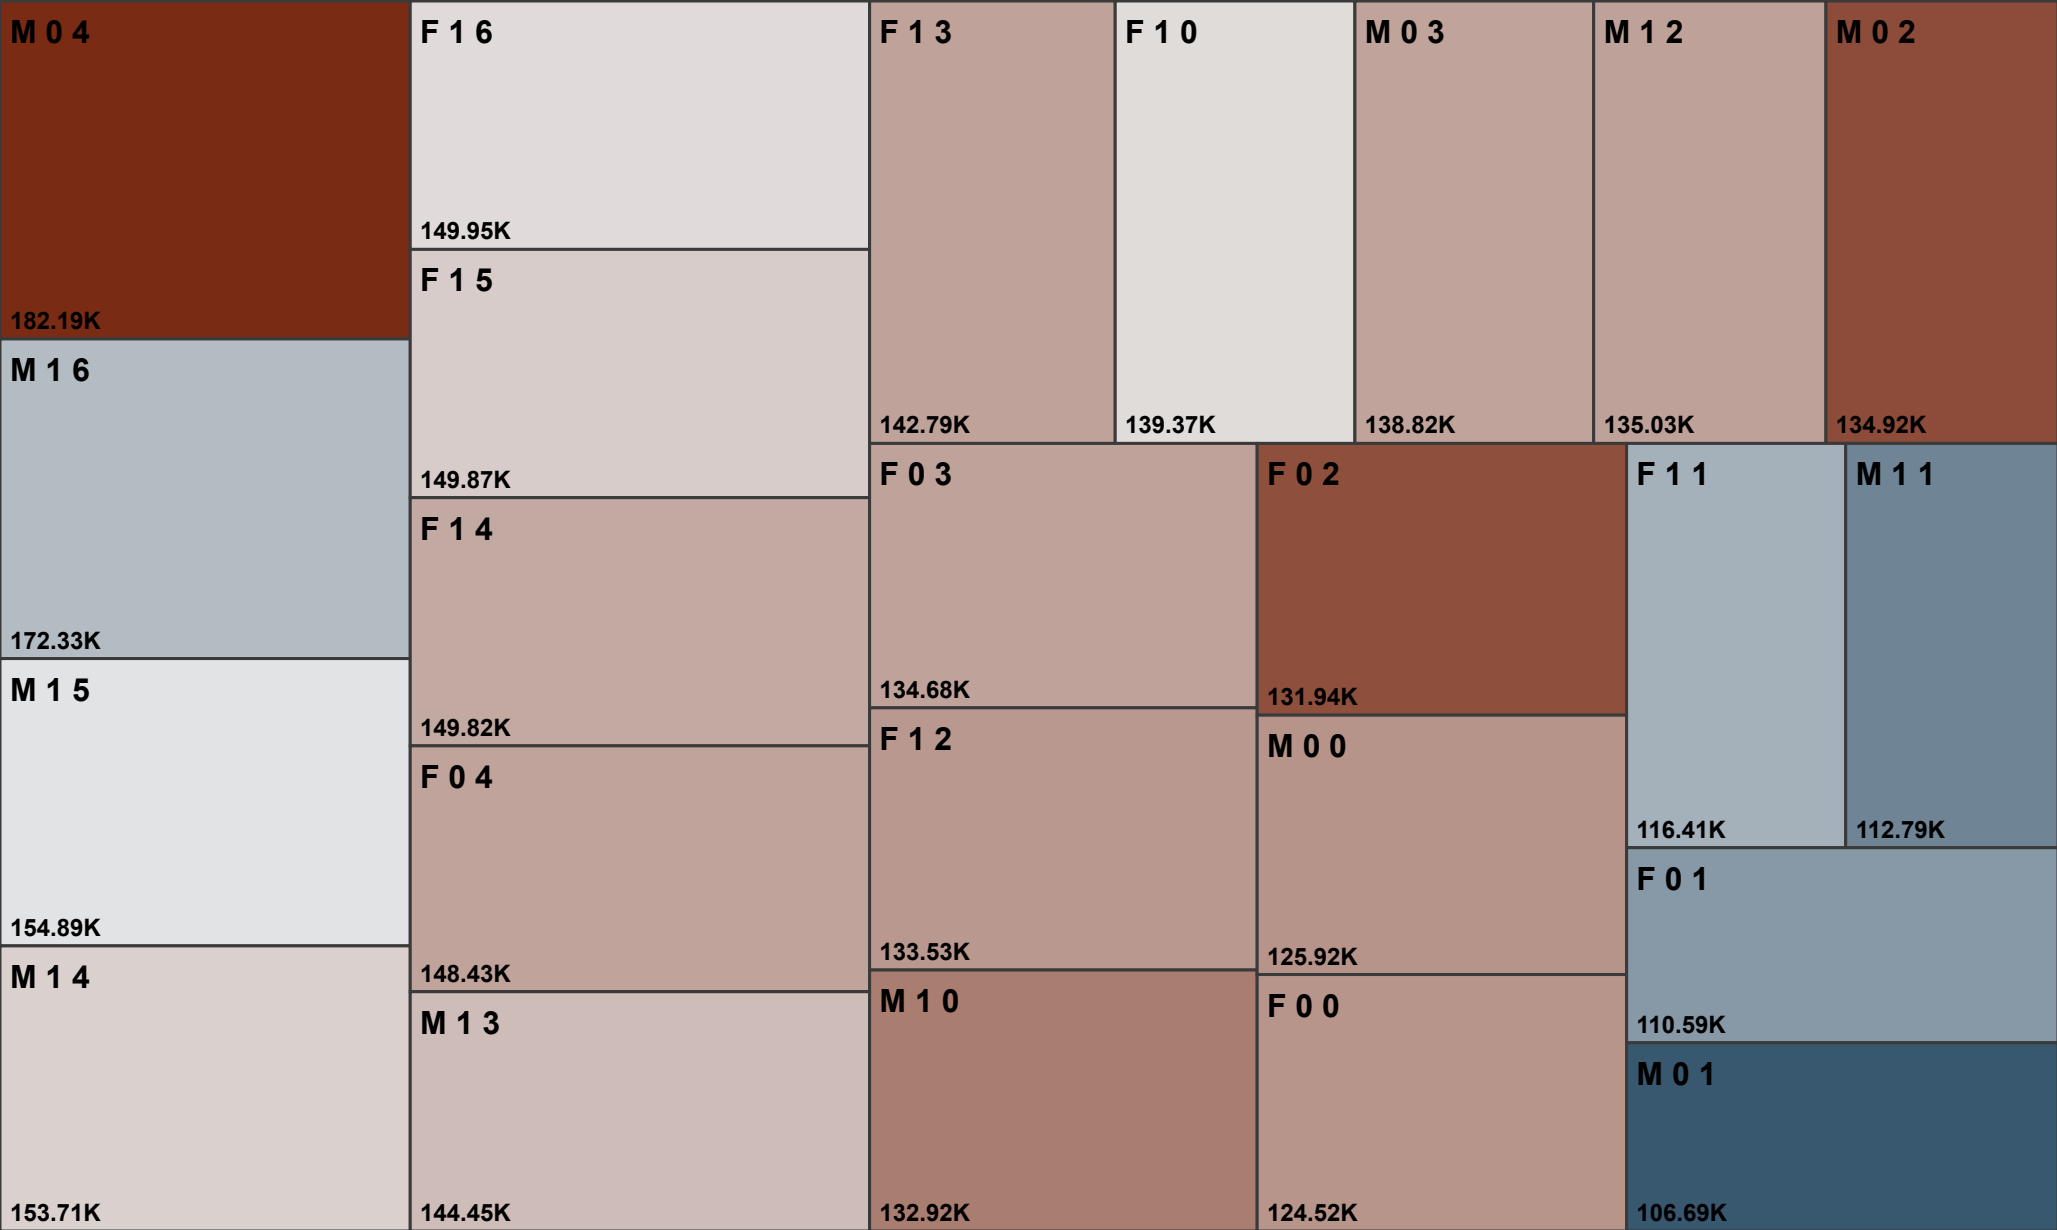 M 0 4
182.19K
M 1 6
172.33K
M 1 5
154.89K
M 1 4
153.71K
F 1 6
149.95K
F 1 5
149.87K
F 1 4
149.82K
F 0 4
148.43K
M 1 3
144.45K
F 1 3
142.79K
F 1 0
139.37K
M 0 3
138.82K
M 1 2
135.03K
M 0 2
134.92K
F 0 3
134.68K
F 1 2
133.53K
M 1 0
132.92K
F 0 2
131.94K
M 0 0
125.92K
F 0 0
124.52K
F 1 1
116.41K
M 1 1
112.79K
F 0 1
110.59K
M 0 1
106.69K